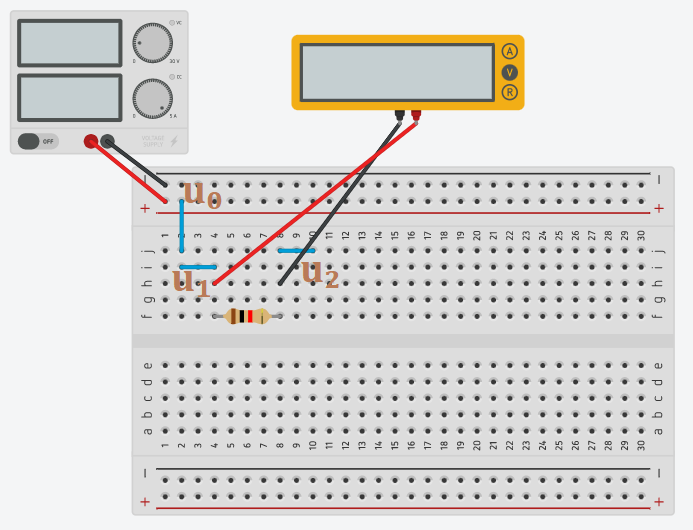 VC
0 30 V
CC
0 5 A
OFF
VOLTAGE
SUPPLY
A
V
R
u0
− −
+ +
1 2 3 4 5 6 7 8 9 10 11 12 13 14 15 16 17 18 19 20 21 22 23 24 25 26 27 28 29 30
j j
i i
u1 u2
h h
g g
f f
e e
d d
c c
b b
a a
1 2 3 4 5 6 7 8 9 10 11 12 13 14 15 16 17 18 19 20 21 22 23 24 25 26 27 28 29 30
− −
+ +